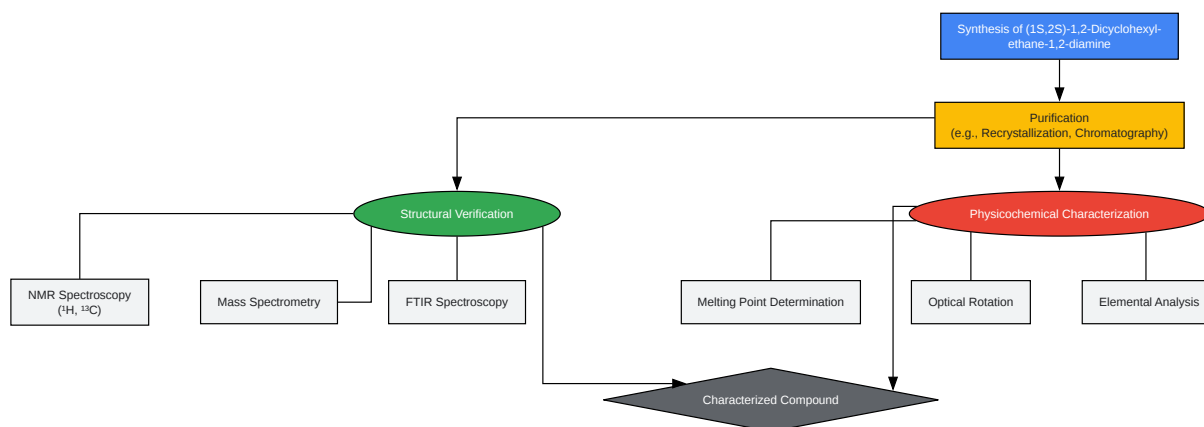 Synthesis of (1S,2S)-1,2-Dicyclohexyl-
ethane-1,2-diamine
Purification
(e.g., Recrystallization, Chromatography)
Structural Verification
Physicochemical Characterization
NMR Spectroscopy
(¹H, ¹³C)
Mass Spectrometry
FTIR Spectroscopy
Melting Point Determination
Optical Rotation
Elemental Analysis
Characterized Compound